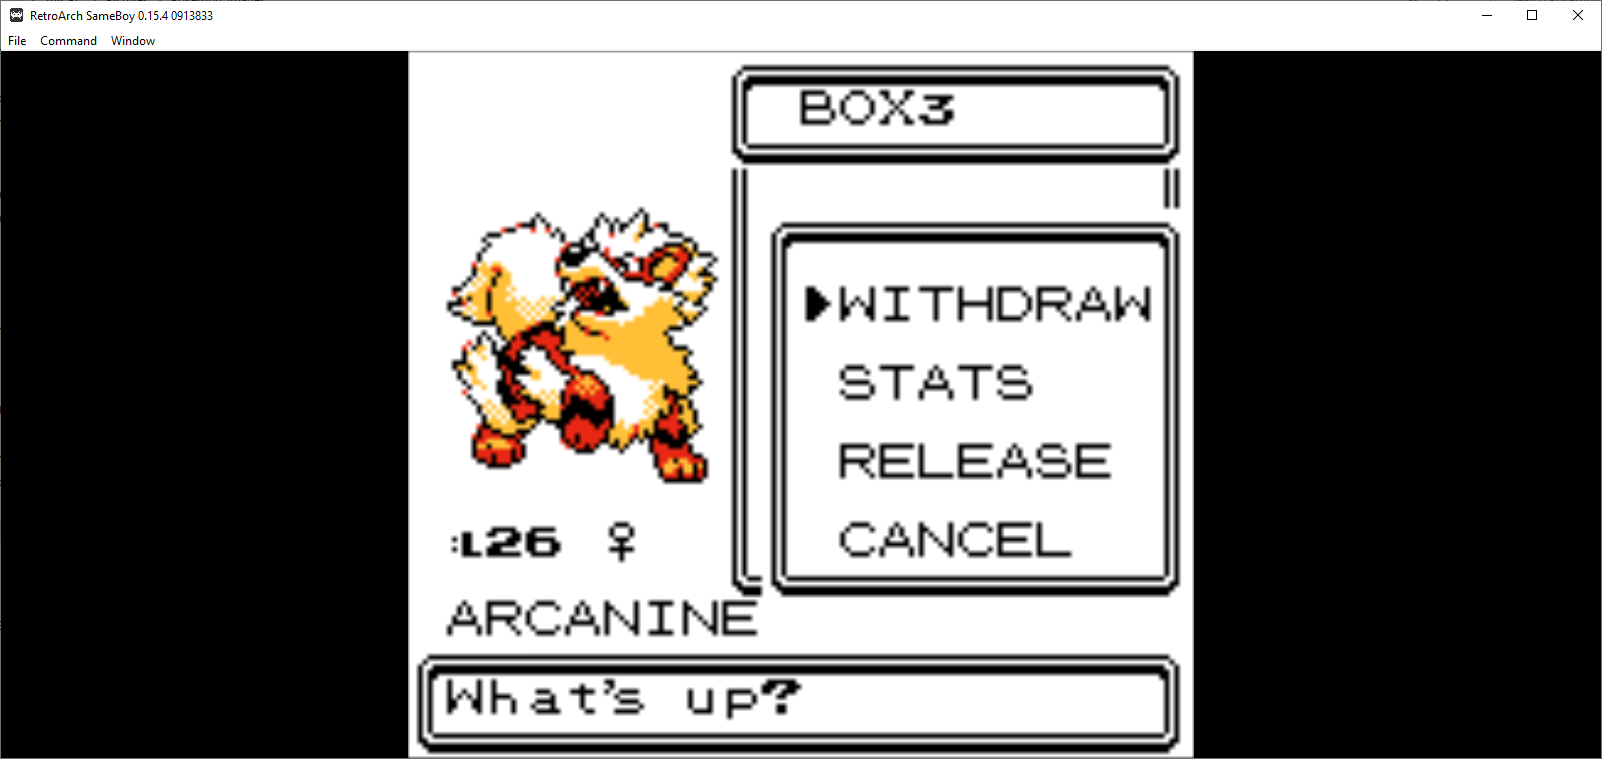 RetroArch SameBoy 0.15.4 0913833
File Command Window
BOX3
▶WITHDRAW
STATS
RELEASE
CANCEL
:L26 ♀
ARCANINE
What's up?